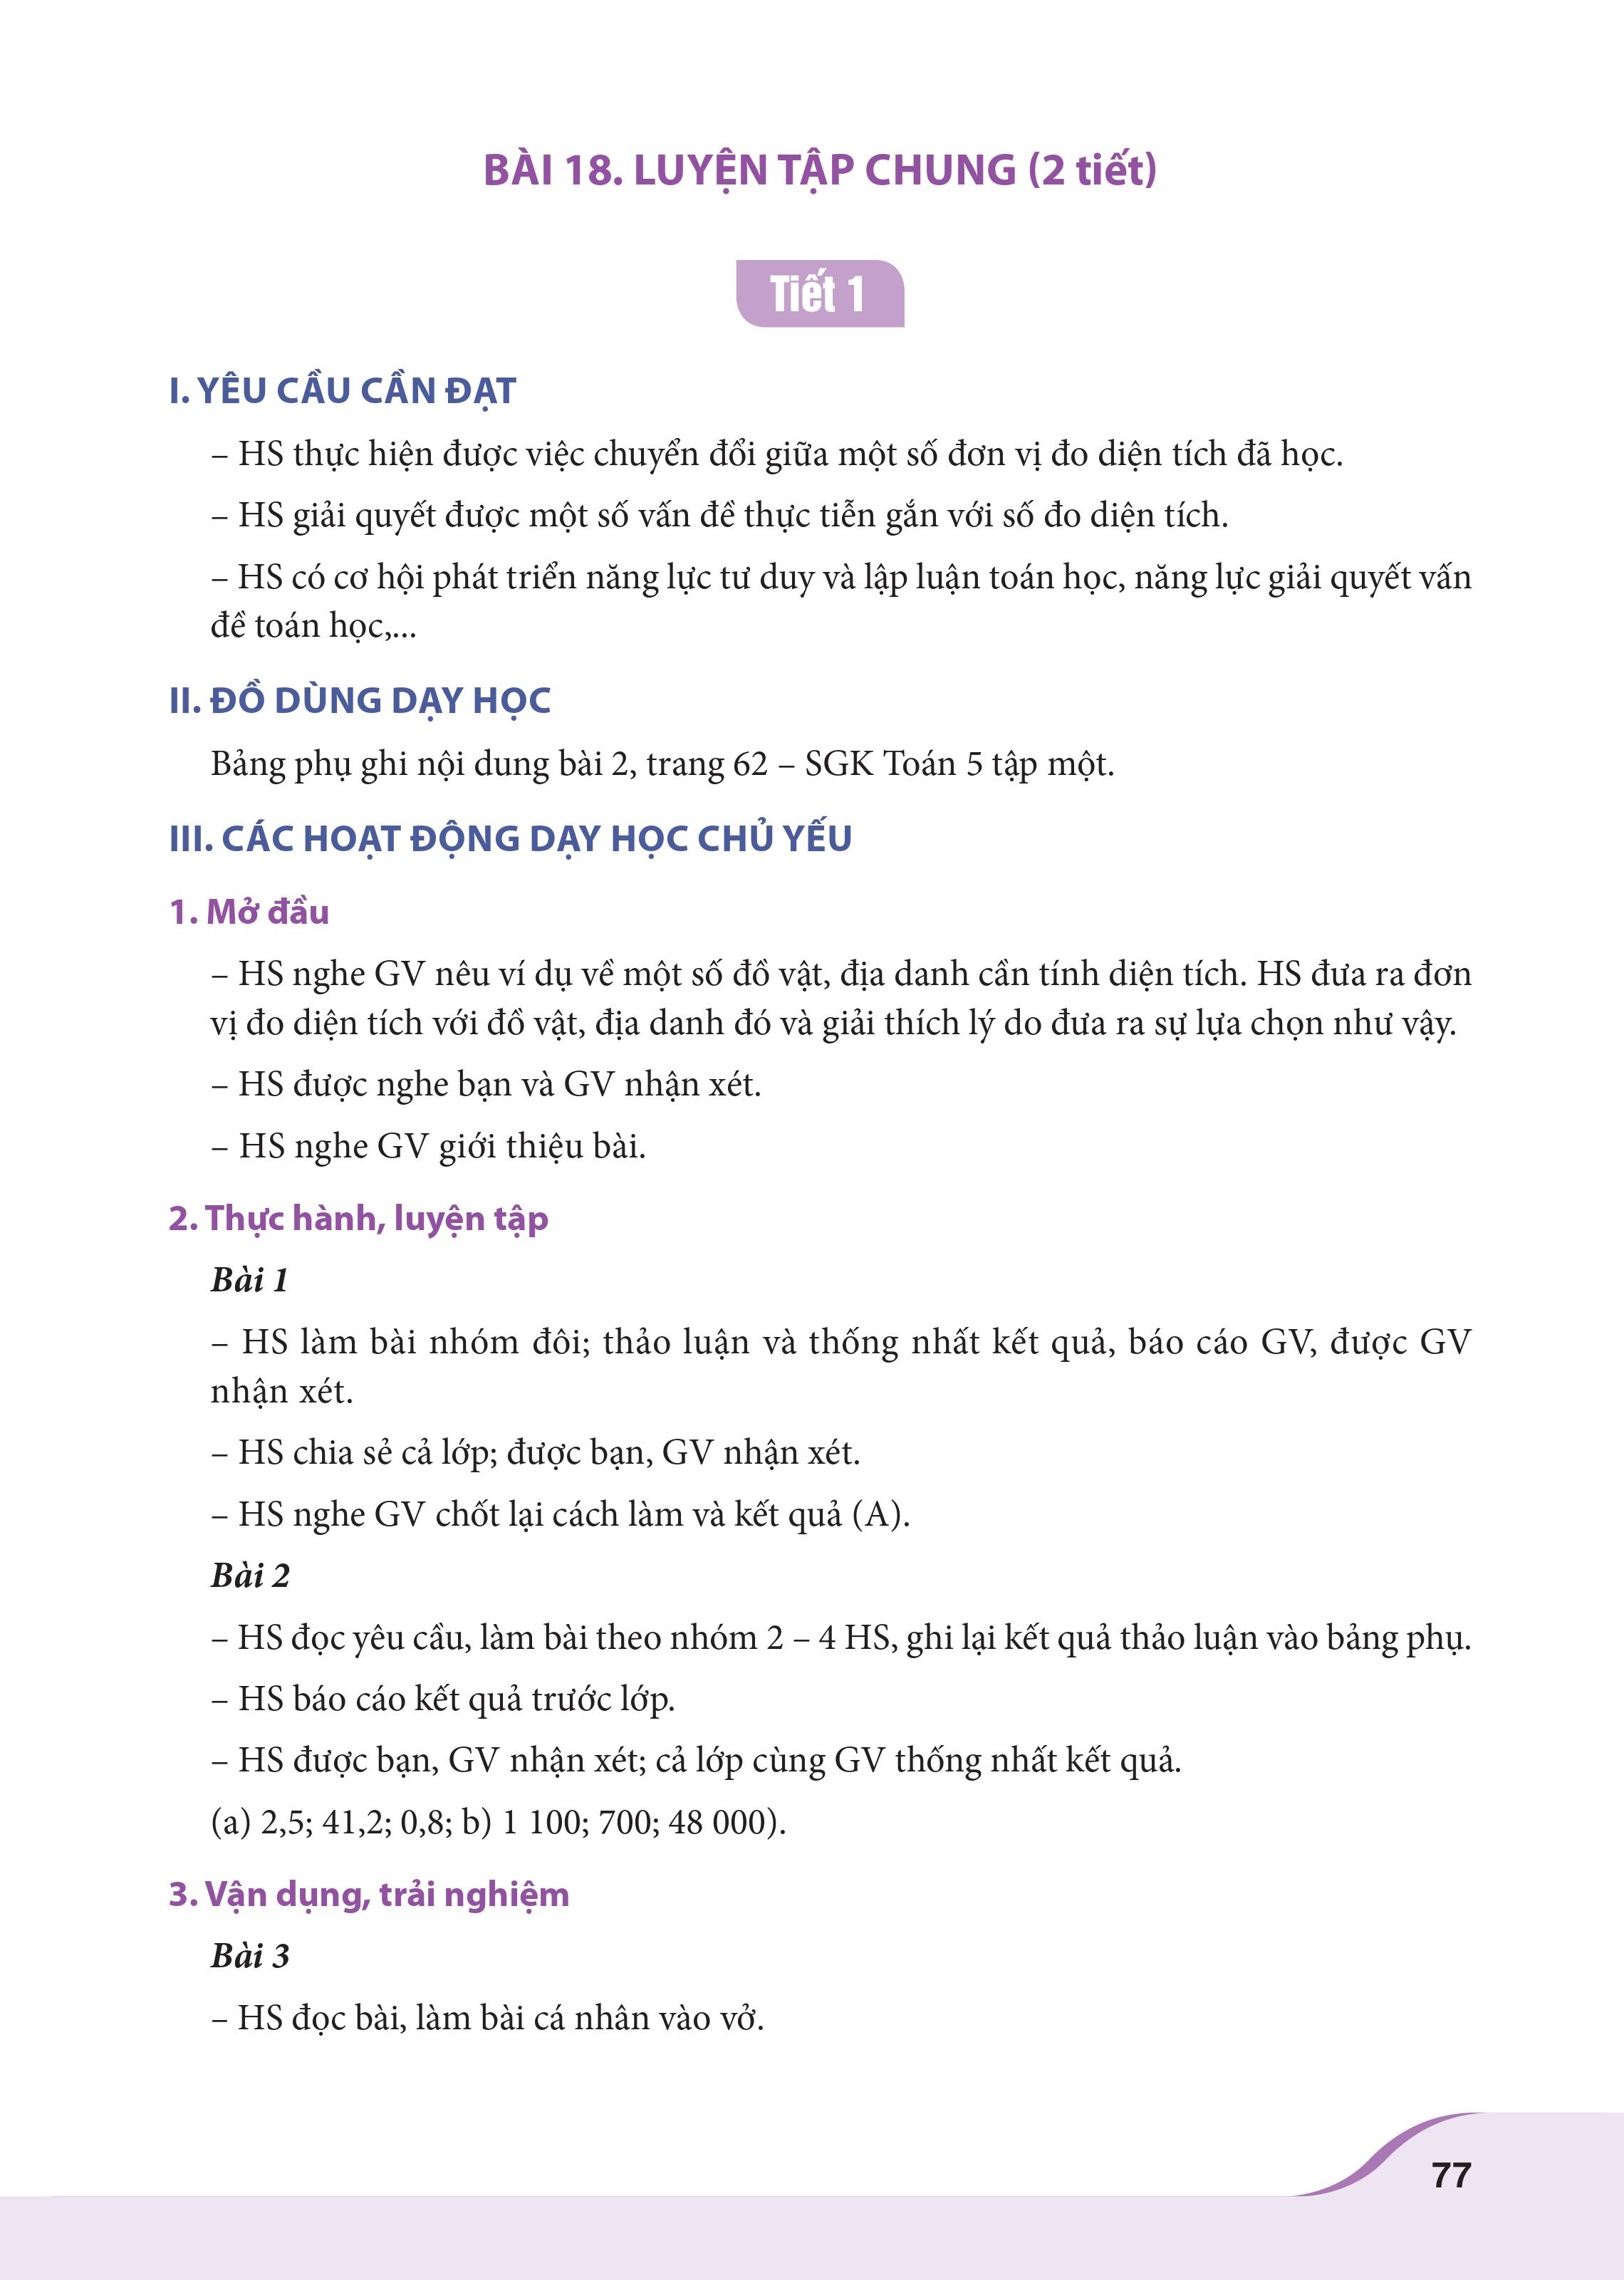 BÀI 18. LUYỆN TẬP CHUNG (2 tiết)
Tiết 1
I. YÊU CẦU CẦN ĐẠT
– HS thực hiện được việc chuyển đổi giữa một số đơn vị đo diện tích đã học.
– HS giải quyết được một số vấn đề thực tiễn gắn với số đo diện tích.
– HS có cơ hội phát triển năng lực tư duy và lập luận toán học, năng lực giải quyết vấn
đề toán học,...
II. ĐỒ DÙNG DẠY HỌC
Bảng phụ ghi nội dung bài 2, trang 62 – SGK Toán 5 tập một.
III. CÁC HOẠT ĐỘNG DẠY HỌC CHỦ YẾU
1. Mở đầu
– HS nghe GV nêu ví dụ về một số đồ vật, địa danh cần tính diện tích. HS đưa ra đơn
vị đo diện tích với đồ vật, địa danh đó và giải thích lý do đưa ra sự lựa chọn như vậy.
– HS được nghe bạn và GV nhận xét.
– HS nghe GV giới thiệu bài.
2. Thực hành, luyện tập
Bài 1
– HS làm bài nhóm đôi; thảo luận và thống nhất kết quả, báo cáo GV, được GV
nhận xét.
– HS chia sẻ cả lớp; được bạn, GV nhận xét.
– HS nghe GV chốt lại cách làm và kết quả (A).
Bài 2
– HS đọc yêu cầu, làm bài theo nhóm 2 – 4 HS, ghi lại kết quả thảo luận vào bảng phụ.
– HS báo cáo kết quả trước lớp.
– HS được bạn, GV nhận xét; cả lớp cùng GV thống nhất kết quả.
(a) 2,5; 41,2; 0,8; b) 1 100; 700; 48 000).
3. Vận dụng, trải nghiệm
Bài 3
– HS đọc bài, làm bài cá nhân vào vở.
77